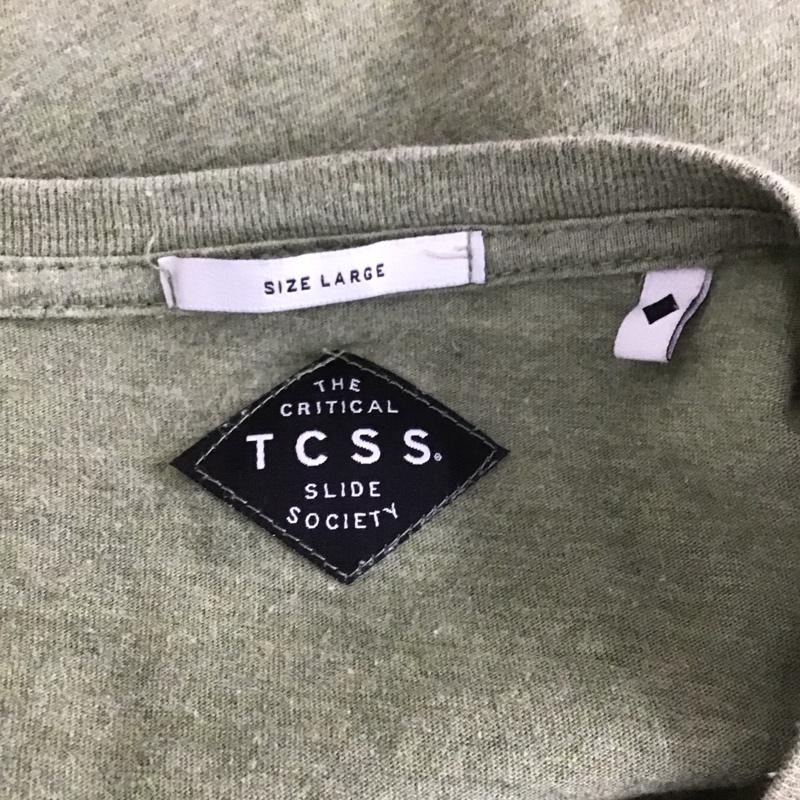 SIZE LARGE
THE
CRITICAL
TCSS®
SLIDE
SOCIETY